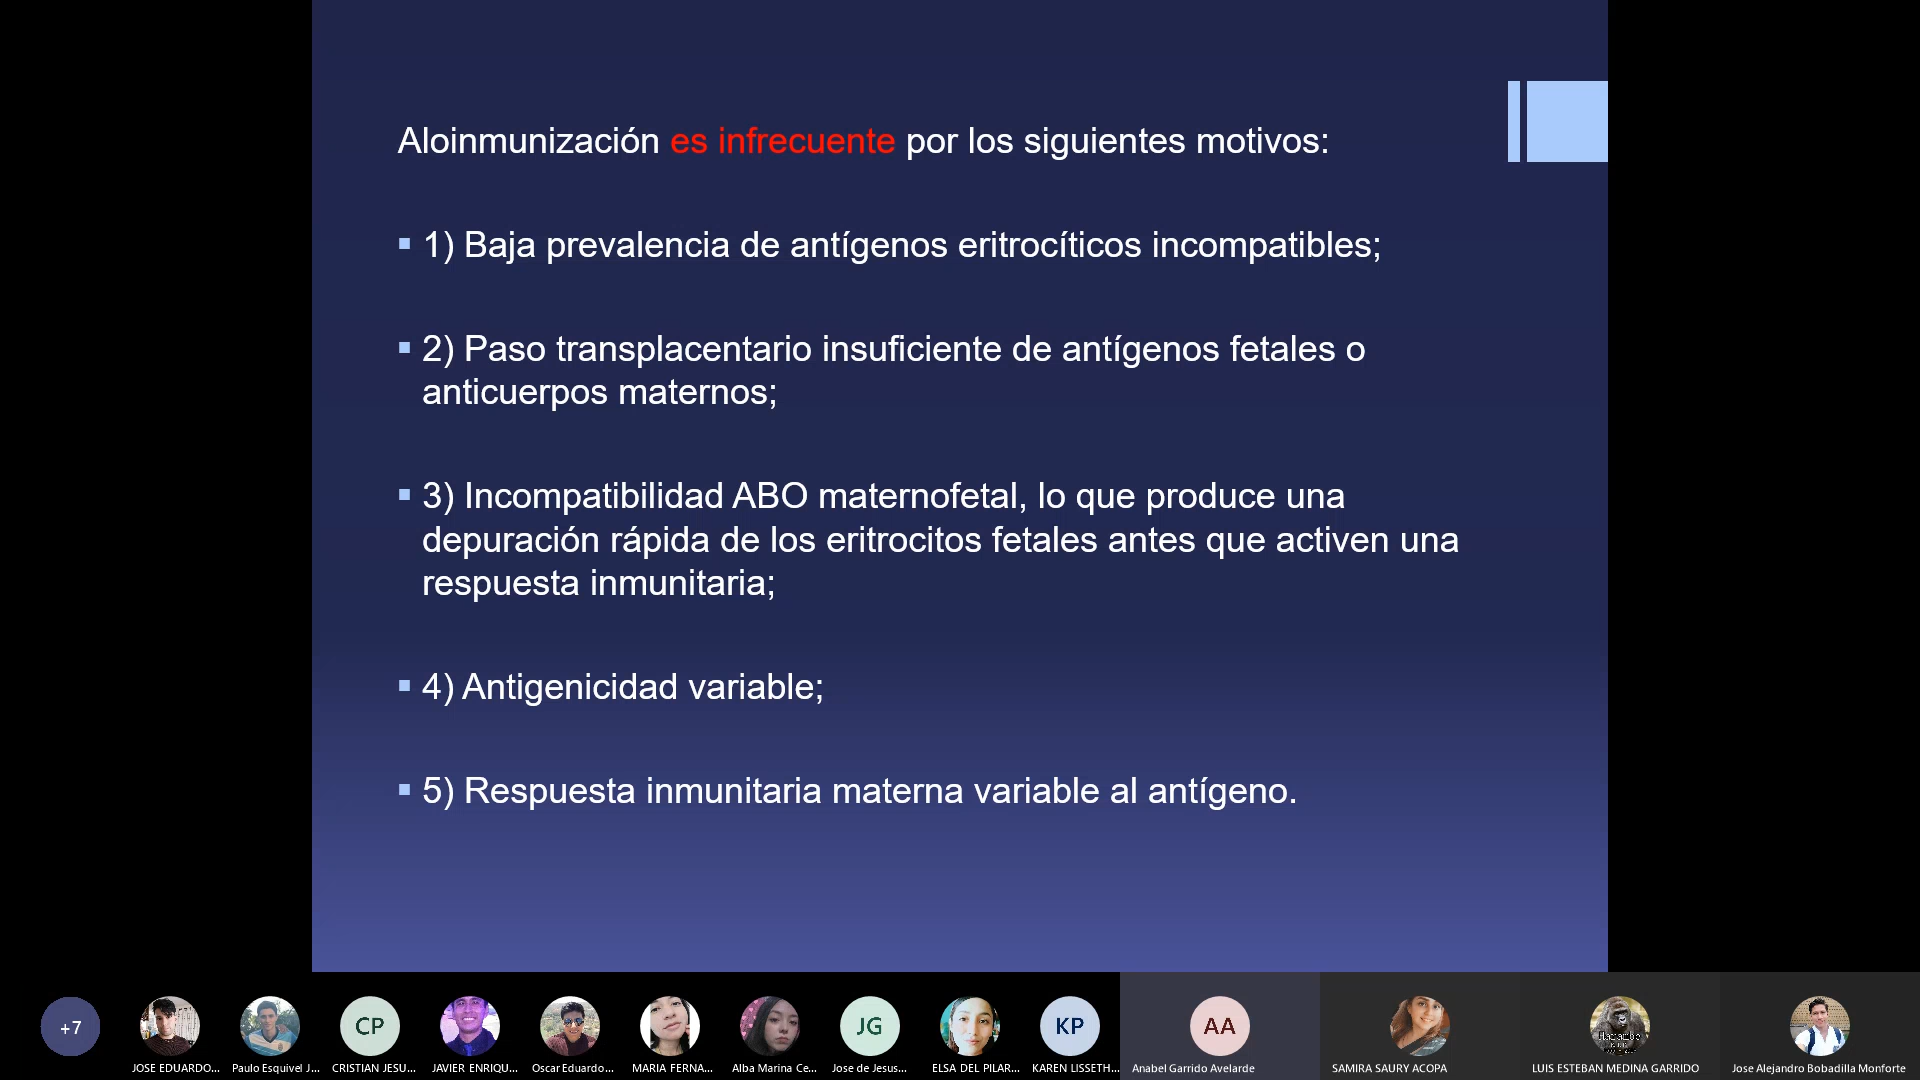 Aloinmunización es infrecuente por los siguientes motivos:
▪ 1) Baja prevalencia de antígenos eritrocíticos incompatibles;
▪ 2) Paso transplacentario insuficiente de antígenos fetales o
anticuerpos maternos;
▪ 3) Incompatibilidad ABO maternofetal, lo que produce una
depuración rápida de los eritrocitos fetales antes que activen una
respuesta inmunitaria;
▪ 4) Antigenicidad variable;
▪ 5) Respuesta inmunitaria materna variable al antígeno.
+7
CP
JG
KP
AA
JOSE EDUARDO...
Paulo Esquivel J...
CRISTIAN JESU...
JAVIER ENRIQU...
Oscar Eduardo...
MARIA FERNA...
Alba Marina Ce...
Jose de Jesus...
ELSA DEL PILAR...
KAREN LISSETH...
Anabel Garrido Avelarde
SAMIRA SAURY ACOPA
LUIS ESTEBAN MEDINA GARRIDO
Jose Alejandro Bobadilla Monforte